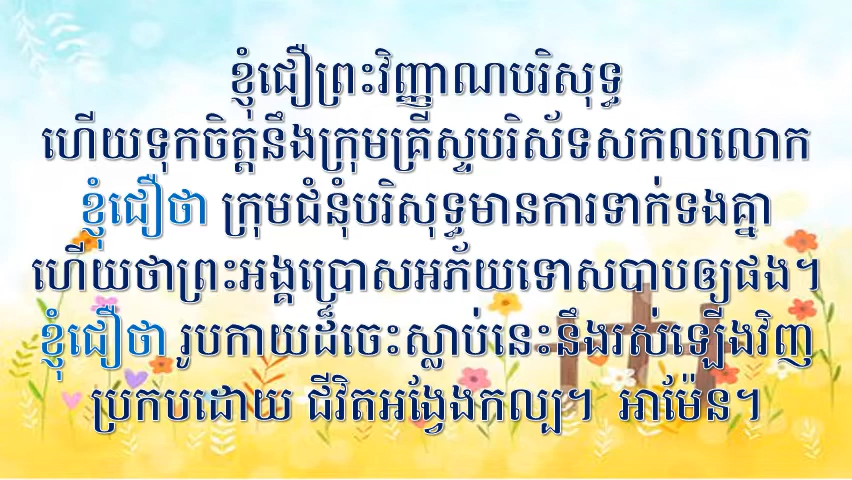 ខ្ញុំជឿព្រះវិញ្ញាណបរិសុទ្ធ
ហើយទុកចិត្តនឹងក្រុមគ្រីស្ទបរិស័ទសកលលោក
ខ្ញុំជឿថា ក្រុមជំនុំបរិសុទ្ធមានការទាក់ទងគ្នា
ហើយថាព្រះអង្គប្រោសអភ័យទោសបាបឲ្យផង។
ខ្ញុំជឿថា រូបកាយដ៏ចេះស្លាប់នេះនឹងរស់ឡើងវិញ
ប្រកបដោយ ជីវិតអង្វែងកល្ប។ អាម៉ែន។